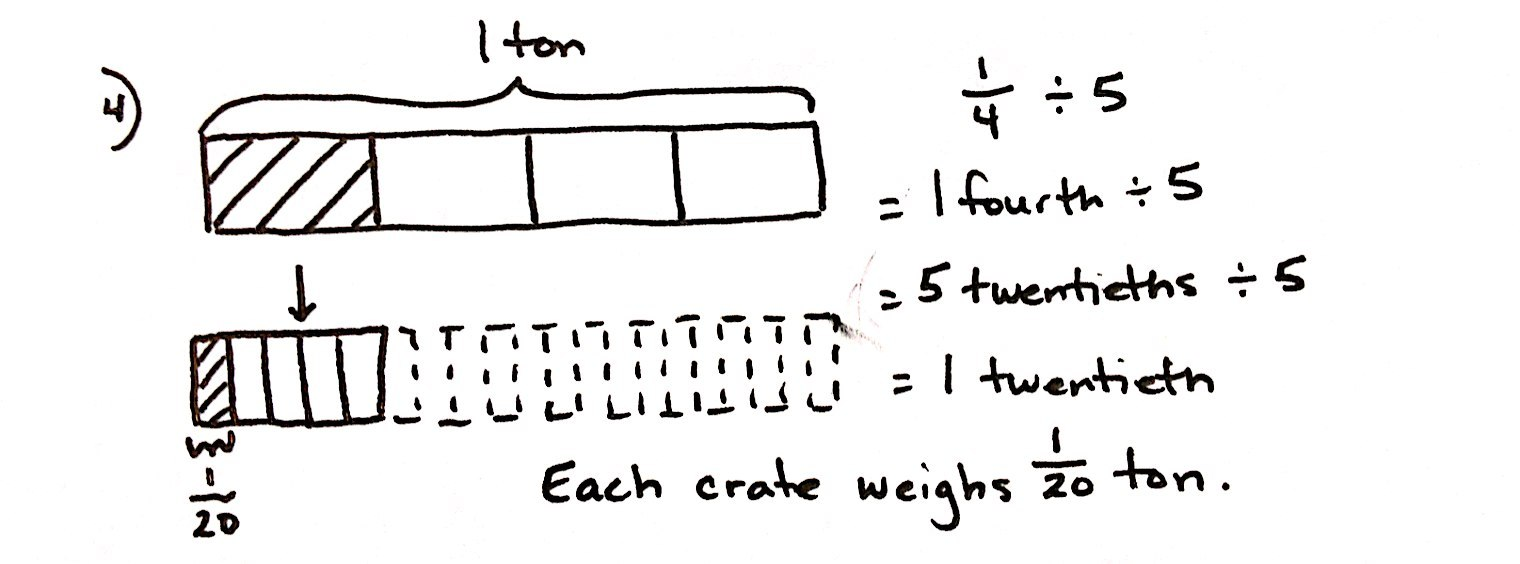 4)
1 ton
1/4 ÷ 5
= 1 fourth ÷ 5
= 5 twentieths ÷ 5
= 1 twentieth
1/20
Each crate weighs 1/20 ton.